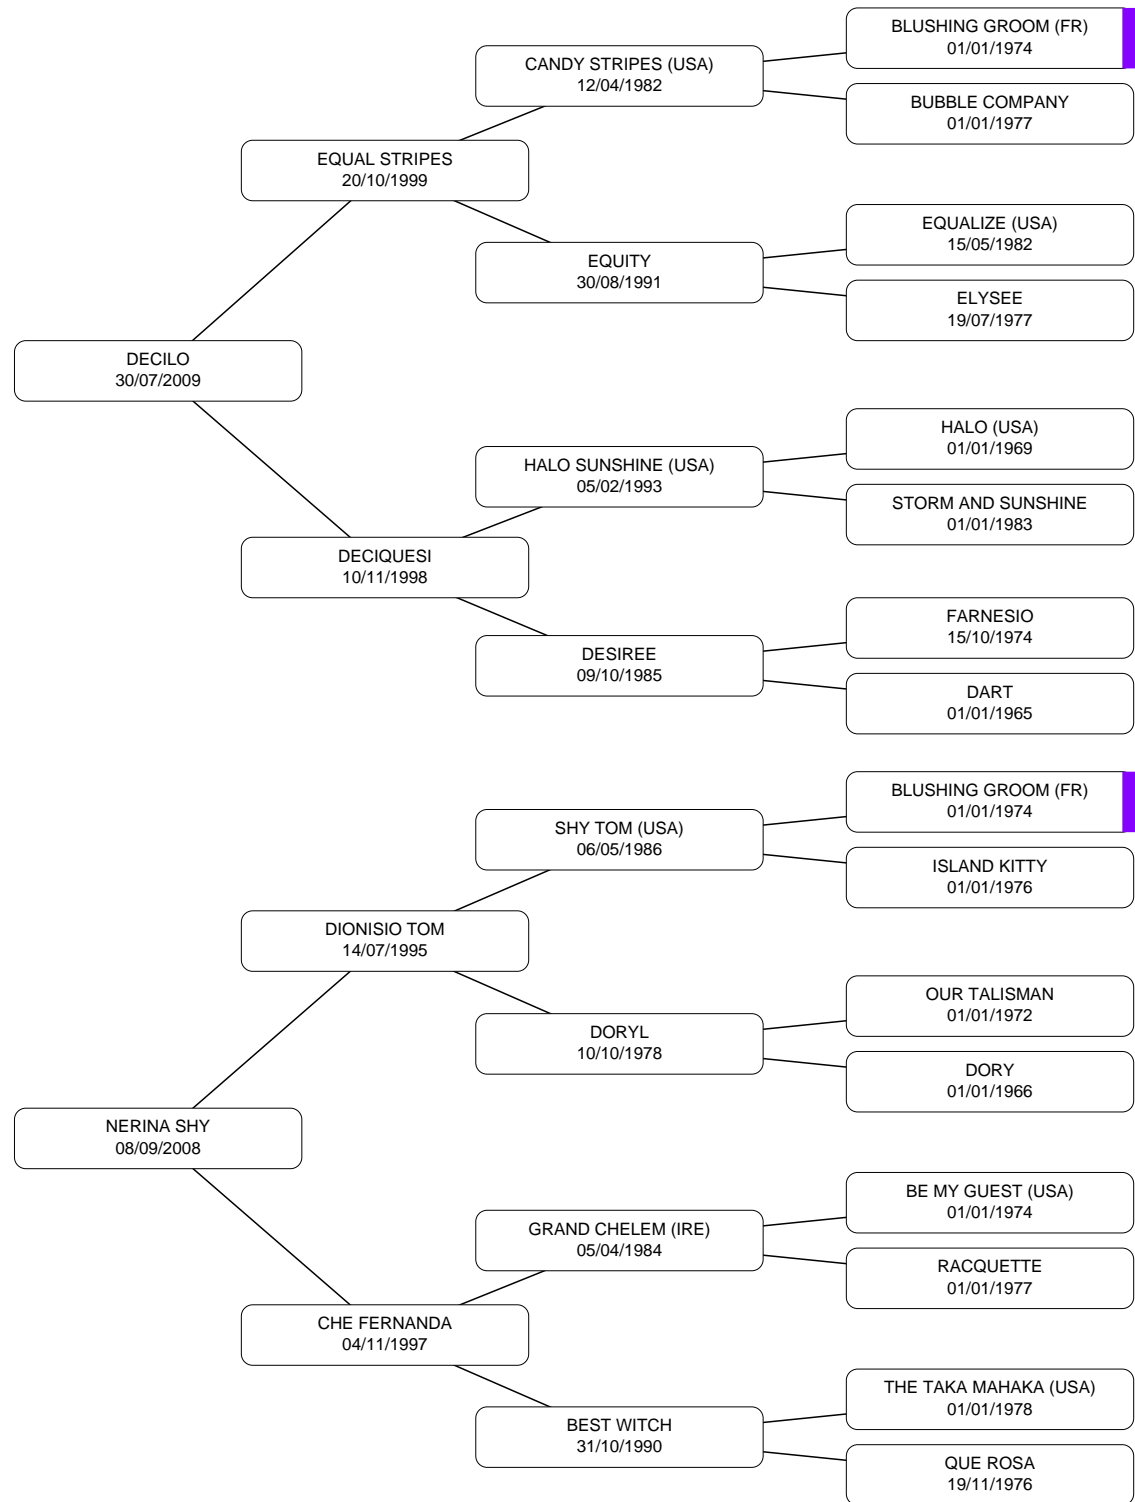 BLUSHING GROOM (FR)
01/01/1974
CANDY STRIPES (USA)
12/04/1982
BUBBLE COMPANY
01/01/1977
EQUAL STRIPES
20/10/1999
EQUALIZE (USA)
15/05/1982
EQUITY
30/08/1991
ELYSEE
19/07/1977
DECILO
30/07/2009
HALO (USA)
01/01/1969
HALO SUNSHINE (USA)
05/02/1993
STORM AND SUNSHINE
01/01/1983
DECIQUESI
10/11/1998
FARNESIO
15/10/1974
DESIREE
09/10/1985
DART
01/01/1965
BLUSHING GROOM (FR)
01/01/1974
SHY TOM (USA)
06/05/1986
ISLAND KITTY
01/01/1976
DIONISIO TOM
14/07/1995
OUR TALISMAN
01/01/1972
DORYL
10/10/1978
DORY
01/01/1966
NERINA SHY
08/09/2008
BE MY GUEST (USA)
01/01/1974
GRAND CHELEM (IRE)
05/04/1984
RACQUETTE
01/01/1977
CHE FERNANDA
04/11/1997
THE TAKA MAHAKA (USA)
01/01/1978
BEST WITCH
31/10/1990
QUE ROSA
19/11/1976